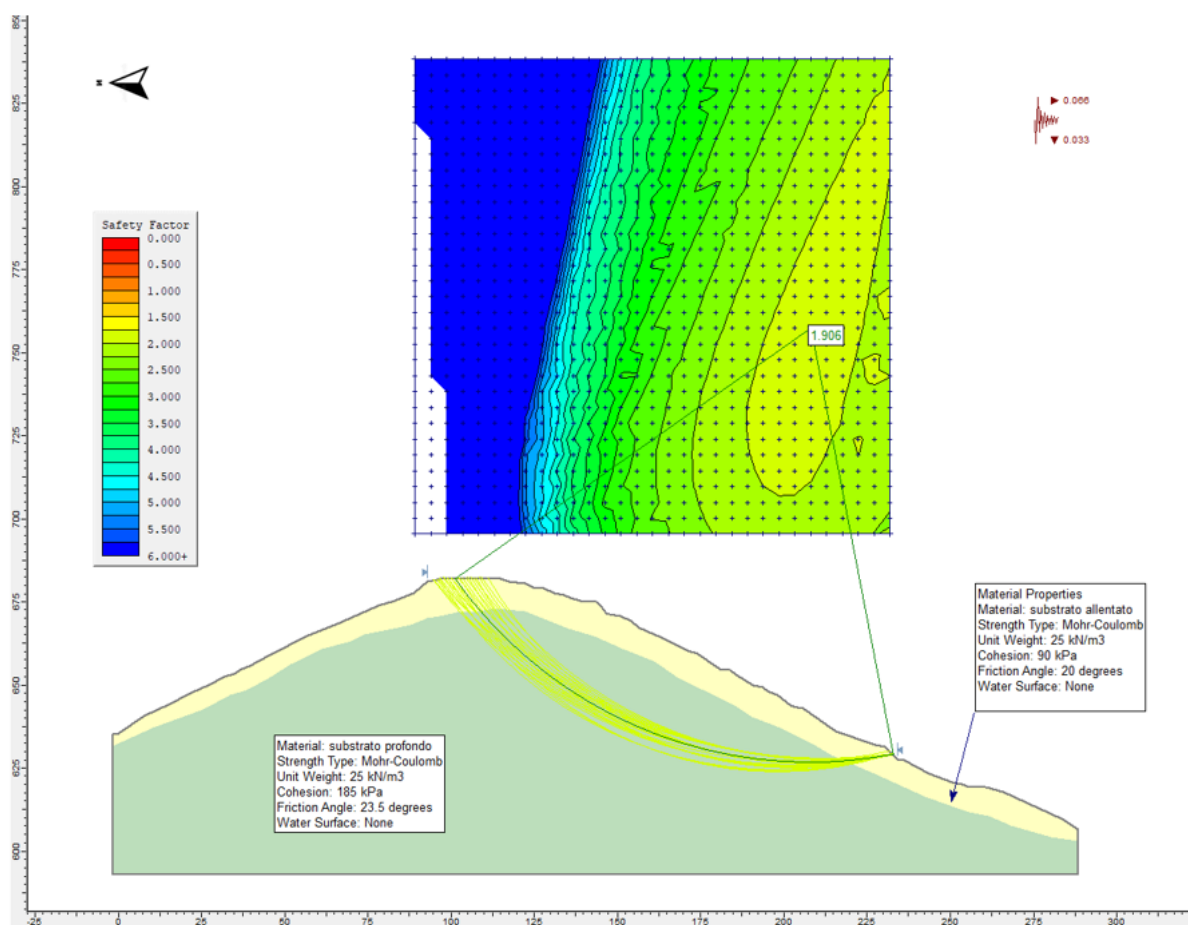 850
825
800
775
750
725
700
675
650
625
600
0.066
0.033
Safety Factor
0.000
0.500
1.000
1.500
2.000
2.500
3.000
3.500
4.000
4.500
5.000
5.500
6.000+
1.906
Material Properties
Material: substrato allentato
Strength Type: Mohr-Coulomb
Unit Weight: 25 kN/m3
Cohesion: 90 kPa
Friction Angle: 20 degrees
Water Surface: None
Material: substrato profondo
Strength Type: Mohr-Coulomb
Unit Weight: 25 kN/m3
Cohesion: 185 kPa
Friction Angle: 23.5 degrees
Water Surface: None
-25 0 25 50 75 100 125 150 175 200 225 250 275 300